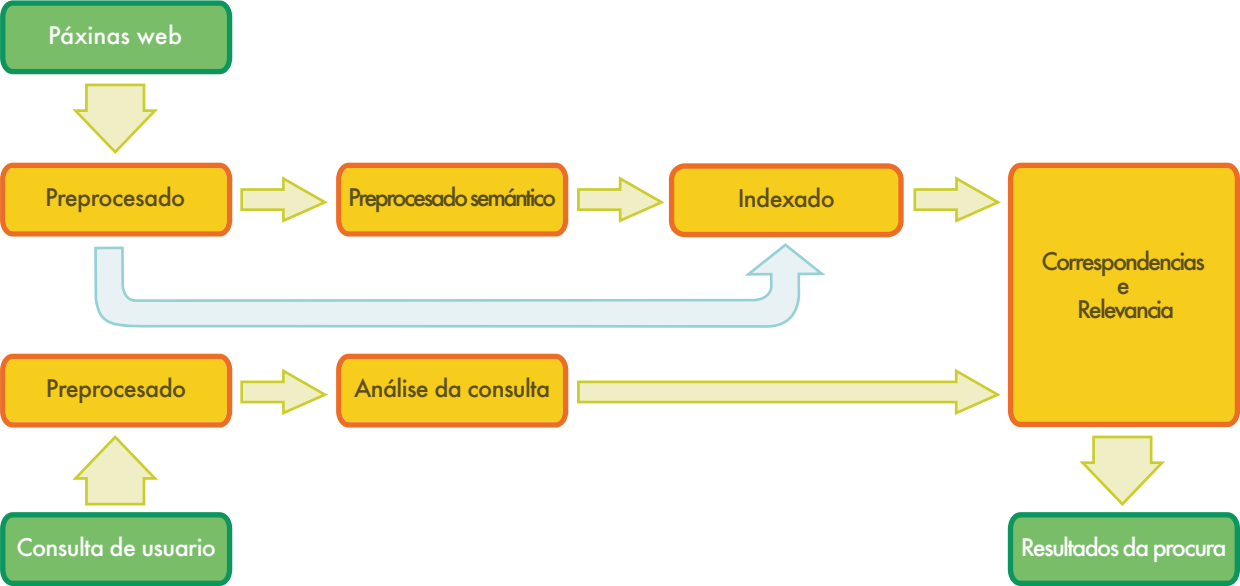 Páxinas web
Preprocesado
Preprocesado semántico
Indexado
Correspondencias
e
Relevancia
Preprocesado
Análise da consulta
Consulta de usuario
Resultados da procura